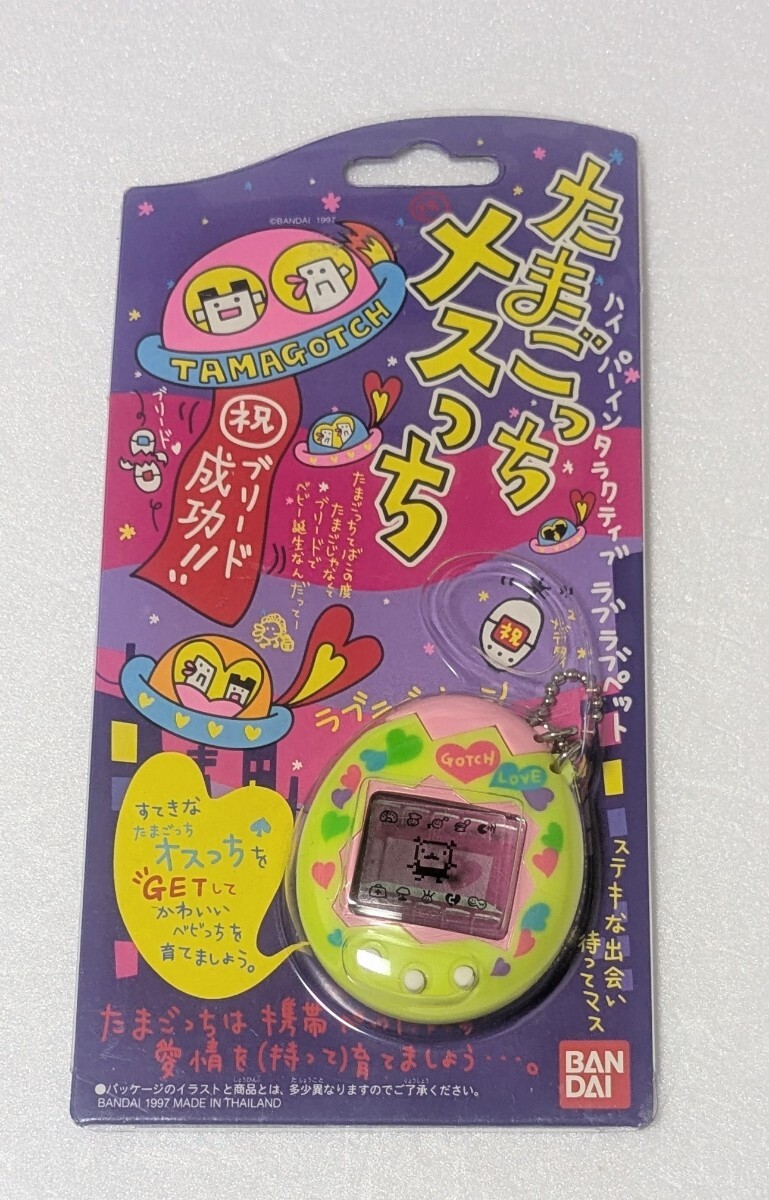 ©BANDAI 1997
たまごっち
メスっち
ハイパーインタラクティブ ラブラブペット
TAMAGOTCH
祝
ブリード
成功!!
ブリード
たまごっちてばこの度
たまごじゃなくて
ブリードで
ベビー誕生なんだってー
祝
すてきな
たまごっち
オスっちを
GETして
かわいい
ベビっちを
育てましょう。
GOTCH
LOVE
ステキな出会い
待ってマス
たまごっちは携帯
愛情を(持って)育てましょう・・・。
●パッケージのイラストと商品とは、多少異なりますのでご了承ください。
BANDAI 1997 MADE IN THAILAND
BAN
DAI